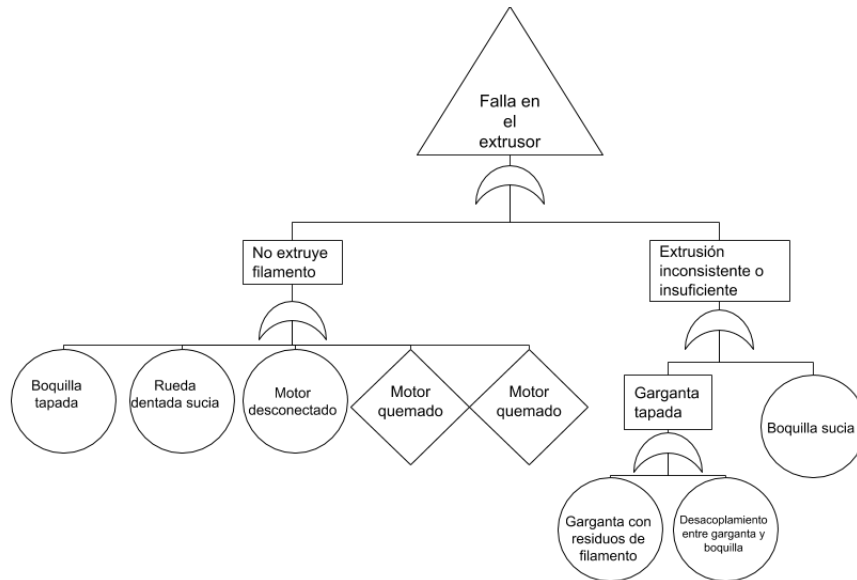 Falla en
el
extrusor
No extruye
filamento
Extrusión
inconsistente o
insuficiente
Boquilla
tapada
Rueda
dentada sucia
Motor
desconectado
Motor
quemado
Motor
quemado
Garganta
tapada
Boquilla sucia
Garganta con
residuos de
filamento
Desacoplamiento
entre garganta y
boquilla